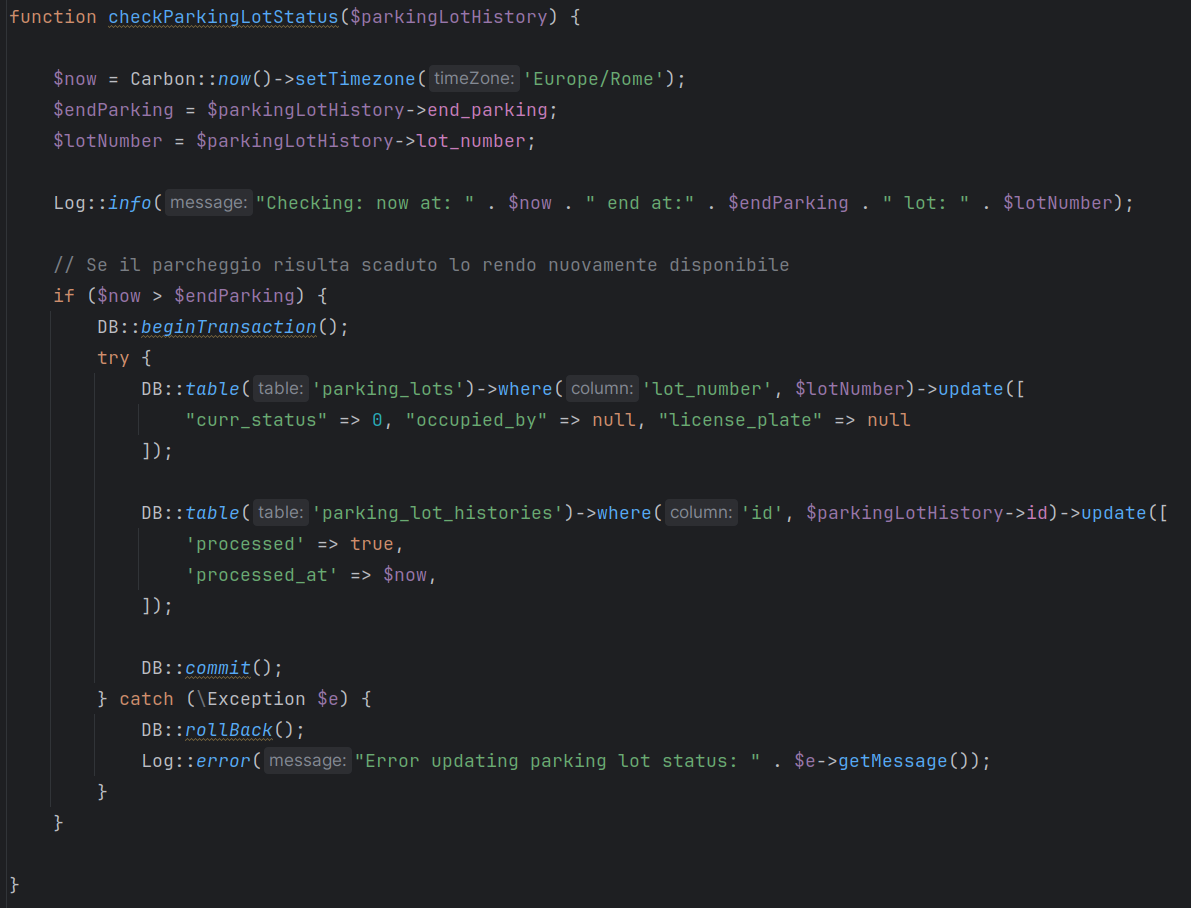 function checkParkingLotStatus($parkingLotHistory) {
$now = Carbon::now()->setTimezone( timeZone: 'Europe/Rome');
$endParking = $parkingLotHistory->end_parking;
$lotNumber = $parkingLotHistory->lot_number;
Log::info( message: "Checking: now at: " . $now . " end at:" . $endParking . " lot: " . $lotNumber);
// Se il parcheggio risulta scaduto lo rendo nuovamente disponibile
if ($now > $endParking) {
DB::beginTransaction();
try {
DB::table( table: 'parking_lots')->where( column: 'lot_number', $lotNumber)->update([
"curr_status" => 0, "occupied_by" => null, "license_plate" => null
]);
DB::table( table: 'parking_lot_histories')->where( column: 'id', $parkingLotHistory->id)->update([
'processed' => true,
'processed_at' => $now,
]);
DB::commit();
} catch (\Exception $e) {
DB::rollBack();
Log::error( message: "Error updating parking lot status: " . $e->getMessage());
}
}
}